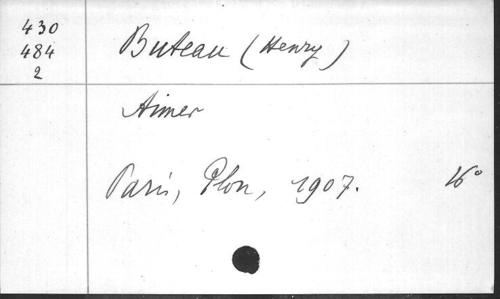 430
484
2
Buteau (Henry)
Aimer
Paris, Plon, 1907. 16°